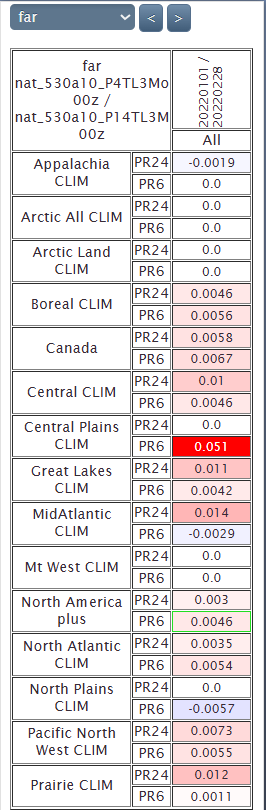 far
< >
far
nat_530a10_P4TL3Mo
00z /
nat_530a10_P14TL3M
00z
20220101 /
20220228
All
Appalachia
CLIM
PR24 -0.0019
PR6 0.0
Arctic All CLIM
PR24 0.0
PR6 0.0
Arctic Land
CLIM
PR24 0.0
PR6 0.0
Boreal CLIM
PR24 0.0046
PR6 0.0056
Canada
PR24 0.0058
PR6 0.0067
Central CLIM
PR24 0.01
PR6 0.0046
Central Plains
CLIM
PR24 0.0
PR6 0.051
Great Lakes
CLIM
PR24 0.011
PR6 0.0042
MidAtlantic
CLIM
PR24 0.014
PR6 -0.0029
Mt West CLIM
PR24 0.0
PR6 0.0
North America
plus
PR24 0.003
PR6 0.0046
North Atlantic
CLIM
PR24 0.0035
PR6 0.0054
North Plains
CLIM
PR24 0.0
PR6 -0.0057
Pacific North
West CLIM
PR24 0.0073
PR6 0.0055
Prairie CLIM
PR24 0.012
PR6 0.0011